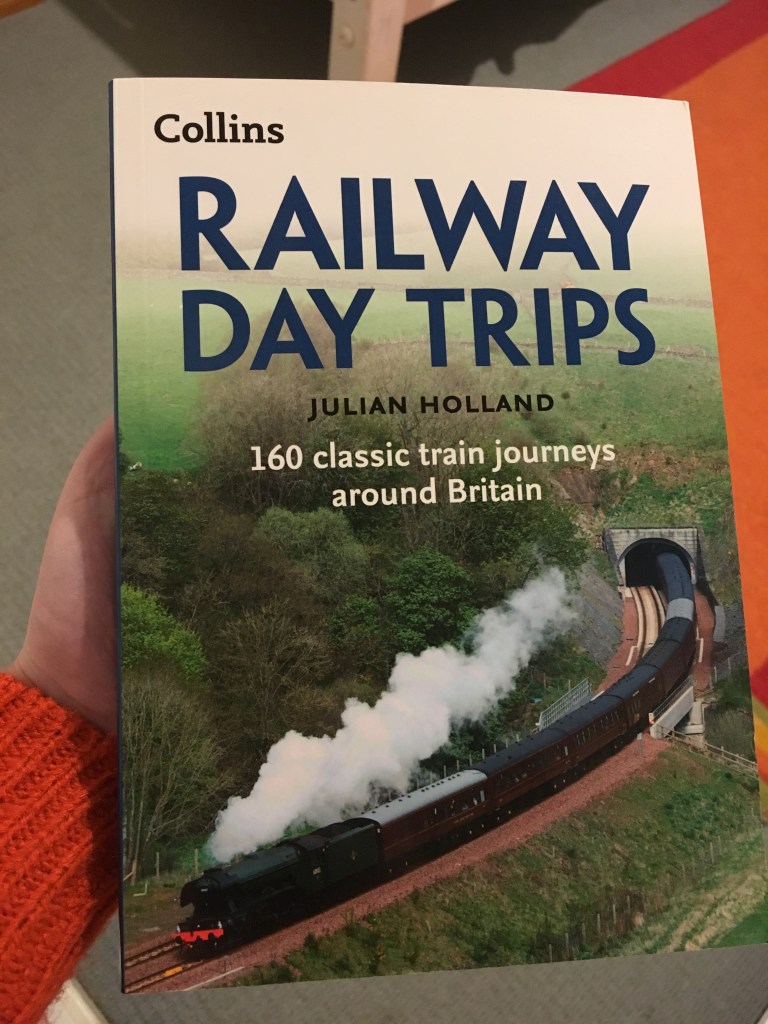 Collins
RAILWAY
DAY TRIPS
JULIAN HOLLAND
160 classic train journeys
around Britain